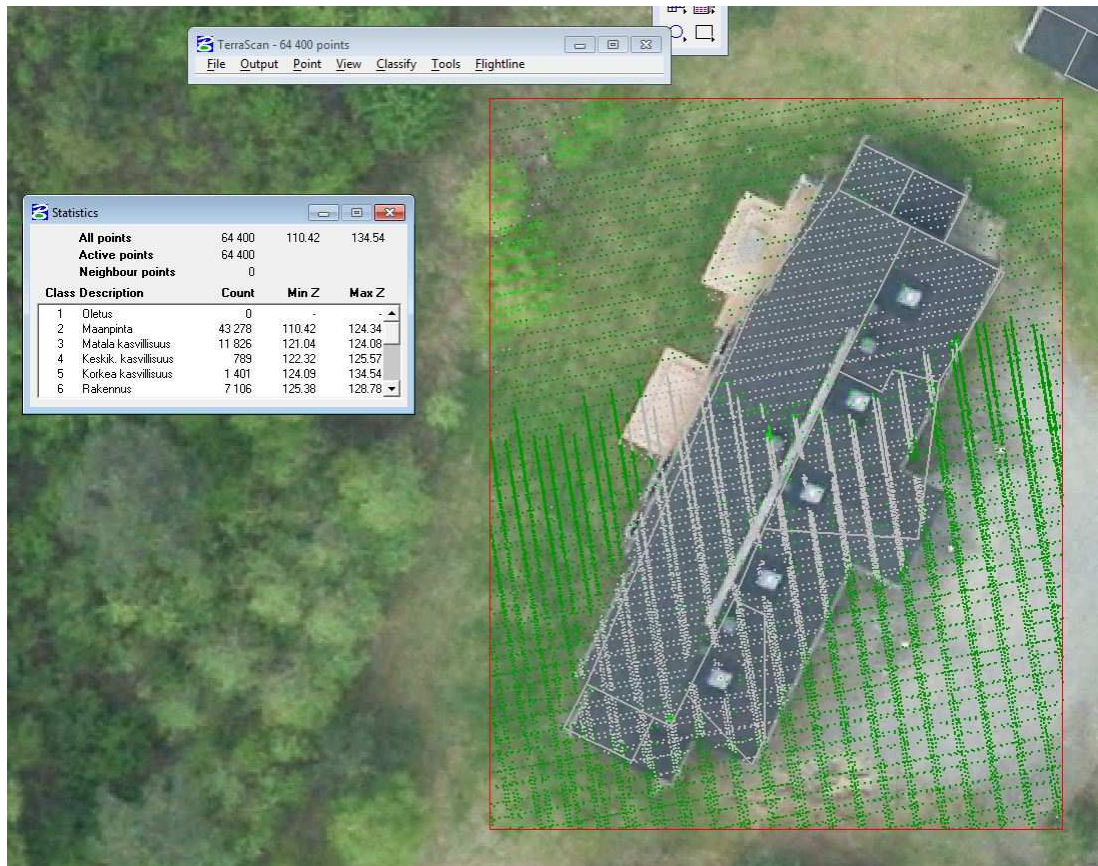 TerraScan - 64 400 points
File Output Point View Classify Tools Flightline
Statistics
All points 64 400 110.42 134.54
Active points 64 400
Neighbour points 0
Class Description Count Min Z Max Z
1 Oletus 0 - -
2 Maanpinta 43 278 110.42 124.34
3 Matala kasvillisuus 11 826 121.04 124.08
4 Keskik. kasvillisuus 789 122.32 125.57
5 Korkea kasvillisuus 1 401 124.09 134.54
6 Rakennus 7 106 125.38 128.78